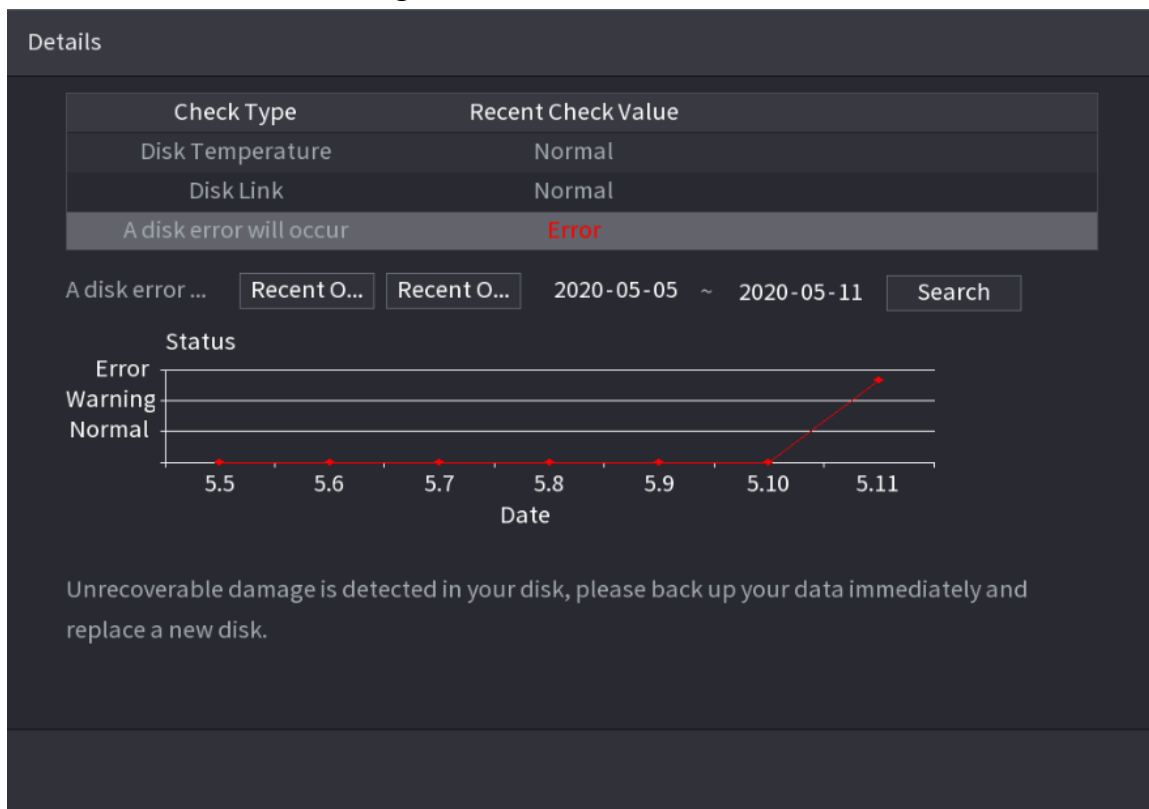 Details
Check Type Recent Check Value
Disk Temperature Normal
Disk Link Normal
A disk error will occur Error
A disk error ... Recent O... Recent O... 2020-05-05 ~ 2020-05-11 Search
Status
Error
Warning
Normal
5.5 5.6 5.7 5.8 5.9 5.10 5.11
Date
Unrecoverable damage is detected in your disk, please back up your data immediately and
replace a new disk.